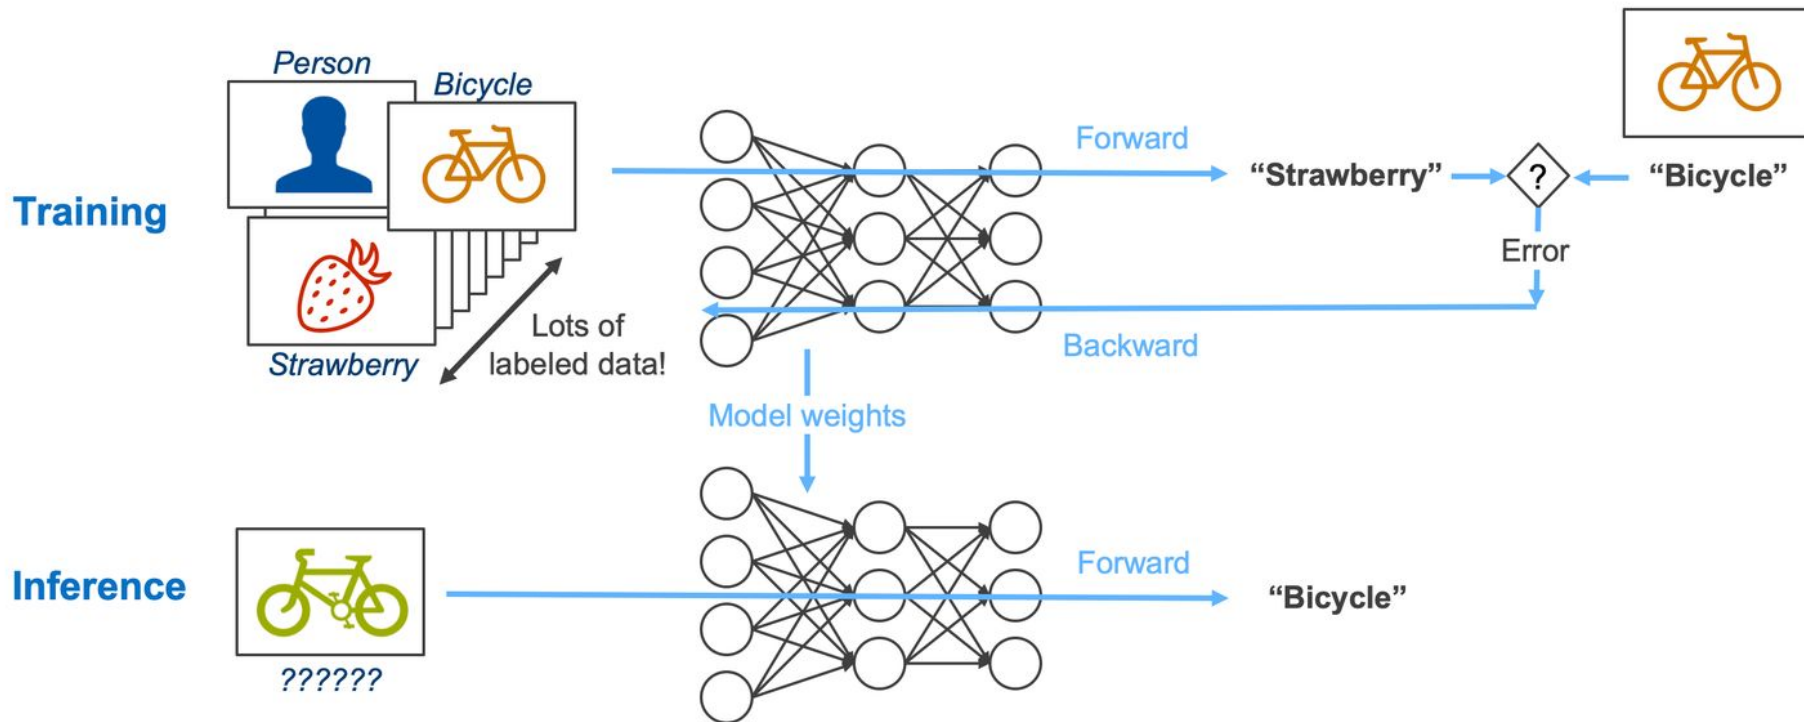 Person
Bicycle
Forward
"Strawberry"
?
"Bicycle"
Training
Error
Lots of
labeled data!
Strawberry
Backward
Model weights
Forward
Inference
"Bicycle"
??????